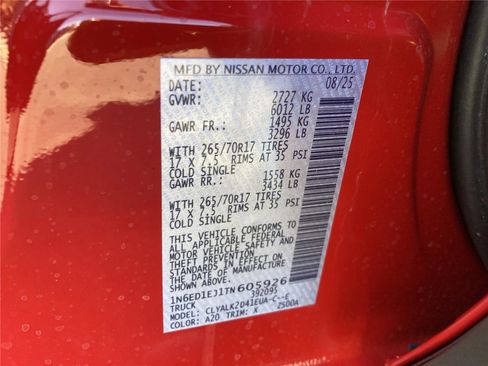 MFD BY NISSAN MOTOR CO., LTD.
DATE: 08/25
GVWR: 2727 KG
6012 LB
GAWR FR.: 1495 KG
3296 LB
WITH 265/70R17 TIRES
17 X 7.5 RIMS AT 35 PSI
COLD SINGLE
GAWR RR.: 1558 KG
3434 LB
WITH 265/70R17 TIRES
17 X 7.5 RIMS AT 35 PSI
COLD SINGLE
THIS VEHICLE CONFORMS TO
ALL APPLICABLE FEDERAL
MOTOR VEHICLE SAFETY AND
THEFT PREVENTION
STANDARDS IN EFFECT ON
THE DATE OF MANUFACTURE
SHOWN ABOVE.
1N6ED1EJ1TN605926
TRUCK 392095
MODEL: CLYALK2D41EUA-C--E
COLOR: A20 TRIM: X 2500A